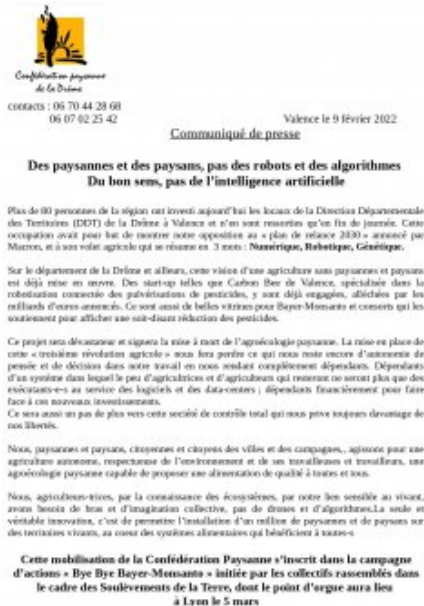 Confédération paysanne
de la Drôme
contacts : 06 70 44 28 68
06 07 02 25 42
Valence le 9 février 2022
Communiqué de presse
Des paysannes et des paysans, pas des robots et des algorithmes
Du bon sens, pas de l'intelligence artificielle
Plus de 80 personnes de la région ont investi aujourd'hui les locaux de la Direction Départementale
des Territoires (DDT) de la Drôme à Valence et n'en sont ressorties qu'en fin de journée. Cette
occupation avait pour but de montrer notre opposition au « plan de relance 2030 » annoncé par
Macron, et à son volet agricole qui se résume en 3 mots : Numérique, Robotique, Génétique.
Sur le département de la Drôme et ailleurs, cette vision d'une agriculture sans paysannes et paysans
est déjà mise en œuvre. Des start-up telles que Carbon Bee de Valence, spécialisée dans la
robotisation connectée des pulvérisations de pesticides, y sont déjà engagées, alléchées par les
milliards d'euros annoncés. Ce sont aussi de belles vitrines pour Bayer-Monsanto et consorts qui les
soutiennent pour afficher une soit-disant réduction des pesticides.
Ce projet sera dévastateur et signera la mise à mort de l'agroécologie paysanne. La mise en place de
cette « troisième révolution agricole » nous fera perdre ce qui nous reste encore d'autonomie de
pensée et de décision dans notre travail en nous rendant complètement dépendants. Dépendants
d'un système dans lequel le peu d'agricultrices et d'agriculteurs qui resteront ne seront plus que des
exécutants-e-s au service des logiciels et des data-centers ; dépendants financièrement pour faire
face à ces nouveaux investissements.
Ce sera aussi un pas de plus vers cette société de contrôle total qui nous prive toujours davantage de
nos libertés.
Nous, paysannes et paysans, citoyennes et citoyens des villes et des campagnes, agissons pour une
agriculture autonome, respectueuse de l'environnement et de ses travailleuses et travailleurs, une
agroécologie paysanne capable de proposer une alimentation de qualité à toutes et tous.
Nous, agriculteurs-trices, par la connaissance des écosystèmes, par notre lien sensible au vivant,
avons besoin de bras et d'imagination collective, pas de drones et d'algorithmes.La seule et
véritable innovation, c'est de permettre l'installation d'un million de paysannes et de paysans sur
des territoires vivants, au coeur des systèmes alimentaires qui bénéficient à toutes-s
Cette mobilisation de la Confédération Paysanne s'inscrit dans la campagne
d'actions « Bye Bye Bayer-Monsanto » initiée par les collectifs rassemblés dans
le cadre des Soulèvements de la Terre, dont le point d'orgue aura lieu
à Lyon le 5 mars